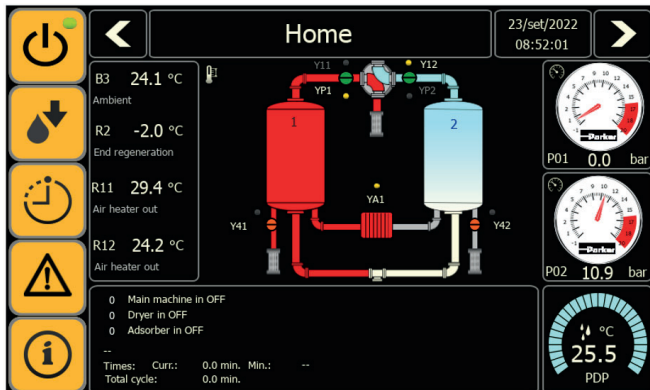 Home
23/set/2022
08:52:01
B3 24.1 °C
Ambient
R2 -2.0 °C
End regeneration
R11 29.4 °C
Air heater out
R12 24.2 °C
Air heater out
Y11
Y12
YP1
YP2
1
2
YA1
Y41
Y42
Parker
P01 0.0 bar
Parker
P02 10.9 bar
0 Main machine in OFF
0 Dryer in OFF
0 Adsorber in OFF
--
Times: Curr.: 0.0 min. Min.: --
Total cycle: 0.0 min.
°C
25.5
PDP